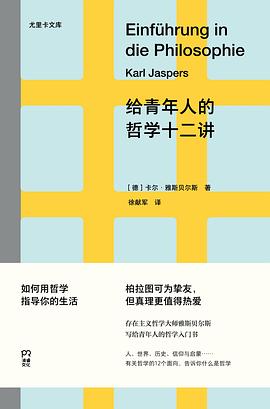 尤里卡文库
Einführung in
die Philosophie
Karl Jaspers
给青年人的
哲学十二讲
［德］卡尔·雅斯贝尔斯 著
徐献军 译
如何用哲学
指导你的生活
柏拉图可为挚友，
但真理更值得热爱
存在主义哲学大师雅斯贝尔斯
写给青年人的哲学入门书
人、世界、历史、信仰与启蒙……
有关哲学的12个面向，告诉你什么是哲学